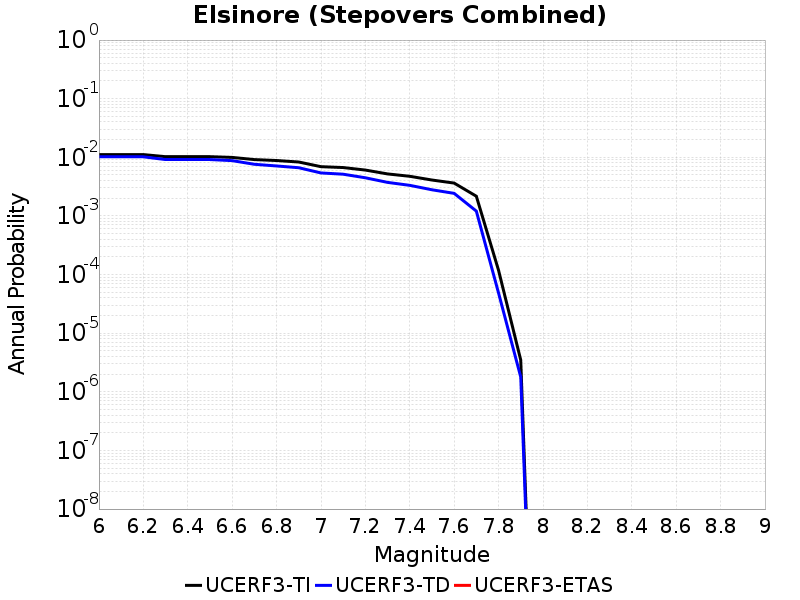 Elsinore (Stepovers Combined)
10^0
10^-1
10^-2
10^-3
10^-4
10^-5
10^-6
10^-7
10^-8
Annual Probability
6 6.2 6.4 6.6 6.8 7 7.2 7.4 7.6 7.8 8 8.2 8.4 8.6 8.8 9
Magnitude
UCERF3-TI UCERF3-TD UCERF3-ETAS